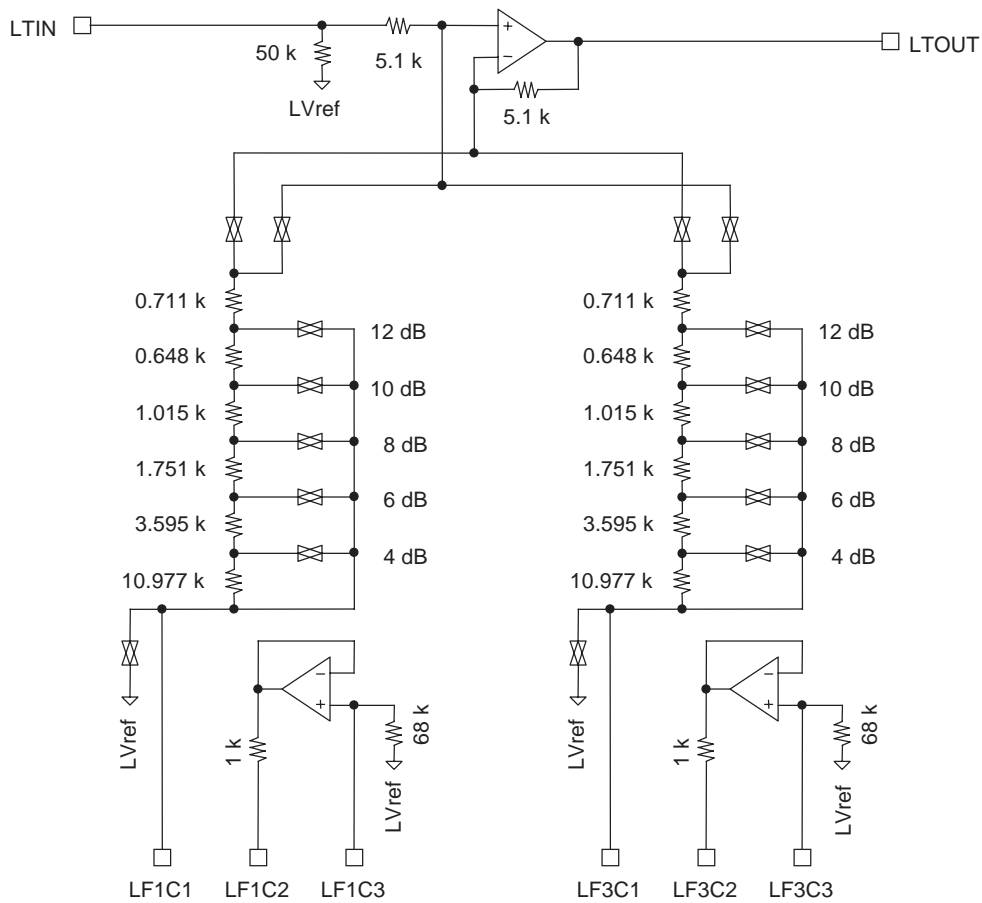 LTIN
50 k
5.1 k
LVref
+
−
5.1 k
LTOUT
0.711 k
12 dB
0.648 k
10 dB
1.015 k
8 dB
1.751 k
6 dB
3.595 k
4 dB
10.977 k
LVref
−
+
1 k
68 k
LVref
LF1C1
LF1C2
LF1C3
0.711 k
12 dB
0.648 k
10 dB
1.015 k
8 dB
1.751 k
6 dB
3.595 k
4 dB
10.977 k
LVref
−
+
1 k
68 k
LVref
LF3C1
LF3C2
LF3C3